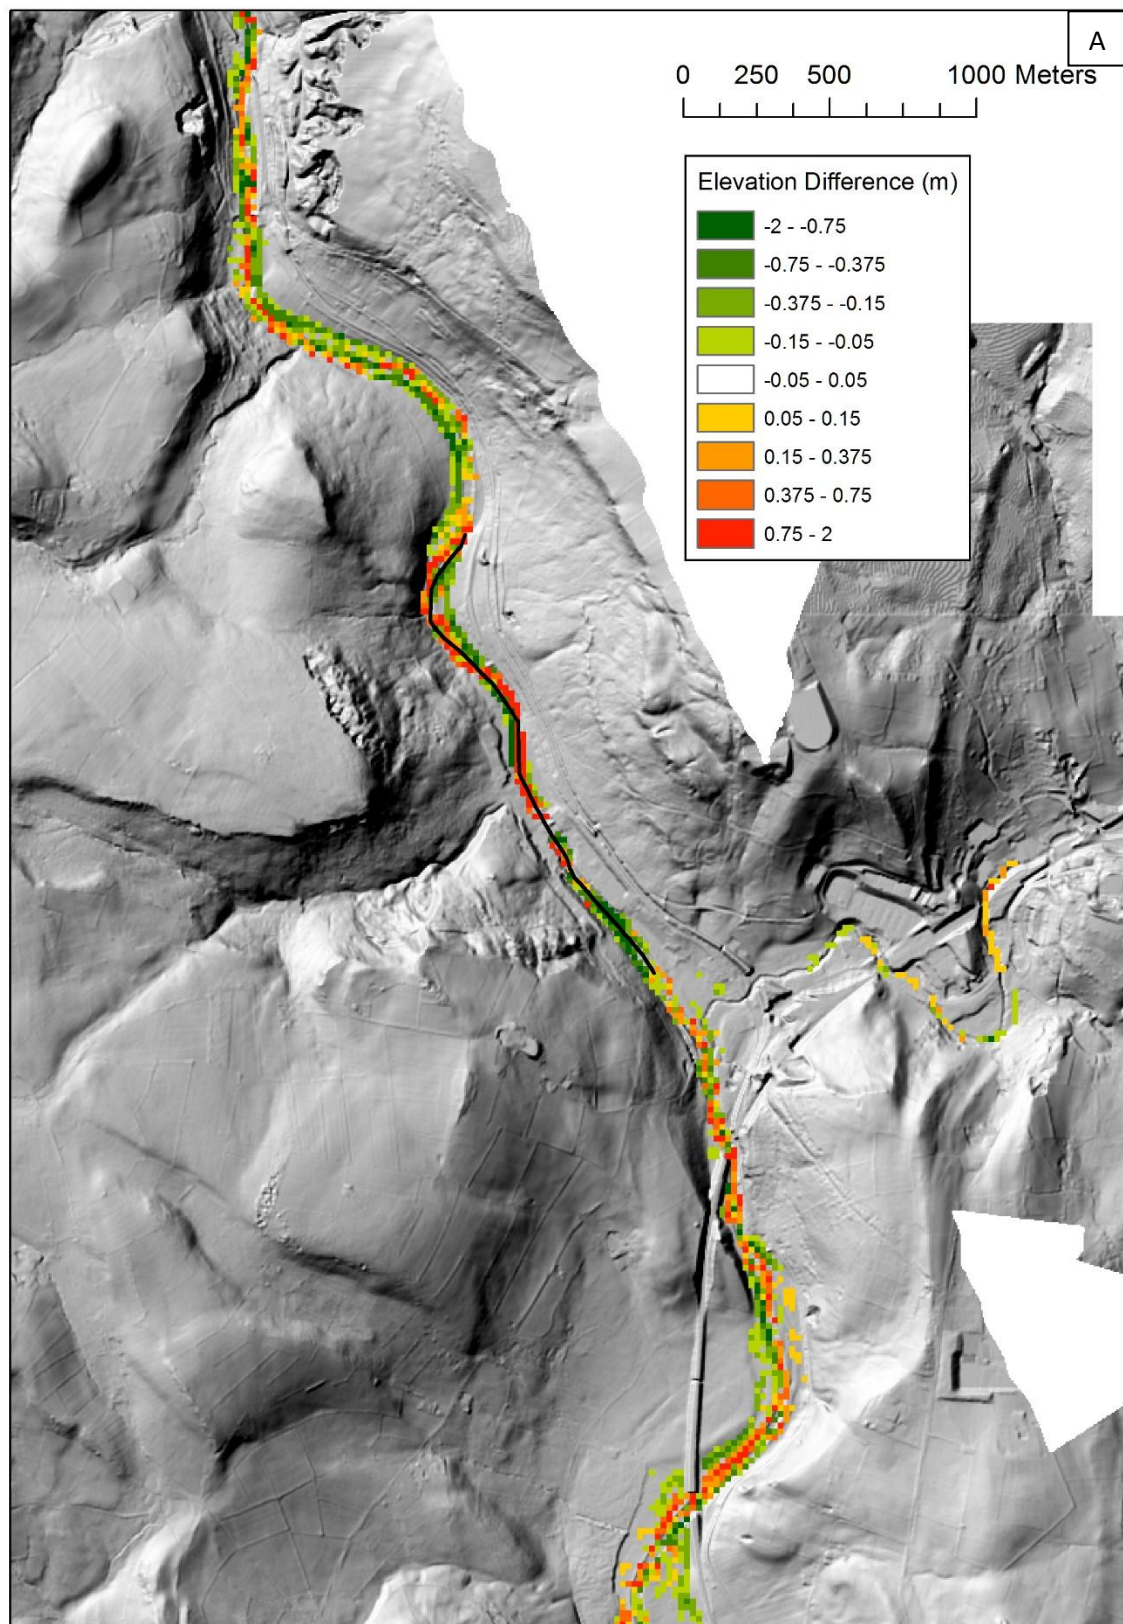 A
0 250 500 1000 Meters
Elevation Difference (m)
-2 - -0.75
-0.75 - -0.375
-0.375 - -0.15
-0.15 - -0.05
-0.05 - 0.05
0.05 - 0.15
0.15 - 0.375
0.375 - 0.75
0.75 - 2